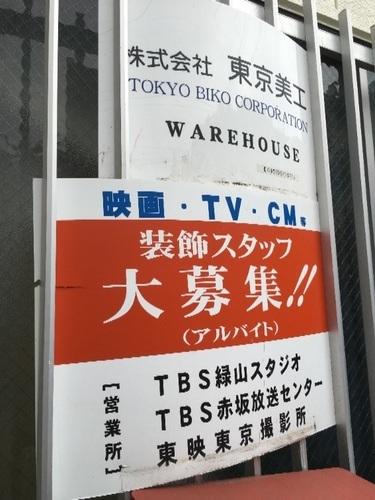 株式会社 東京美工
TOKYO BIKO CORPORATION
WAREHOUSE
映画・TV・CM等
装飾スタッフ
大募集!!
(アルバイト)
[営業所]
TBS緑山スタジオ
TBS赤坂放送センター
東映東京撮影所